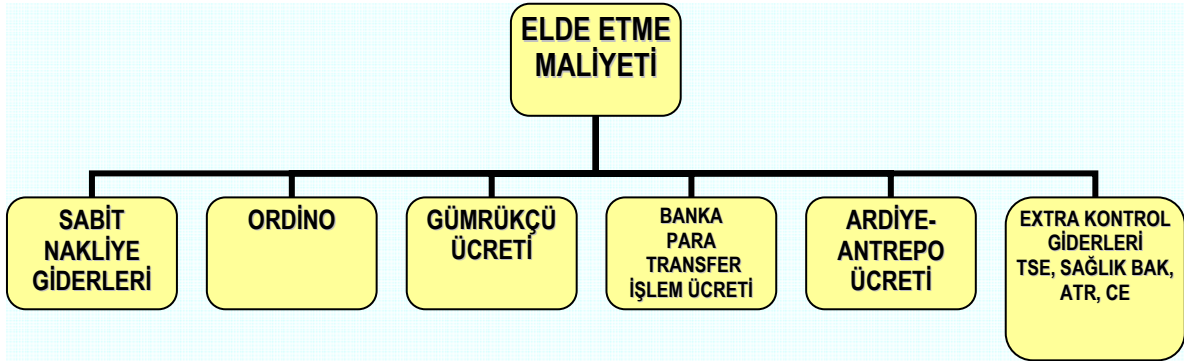 ELDE ETME
MALİYETİ
SABİT
NAKLİYE
GİDERLERİ
ORDİNO
GÜMRÜKÇÜ
ÜCRETİ
BANKA
PARA
TRANSFER
İŞLEM ÜCRETİ
ARDİYE-
ANTREPO
ÜCRETİ
EXTRA KONTROL
GİDERLERİ
TSE, SAĞLIK BAK,
ATR, CE